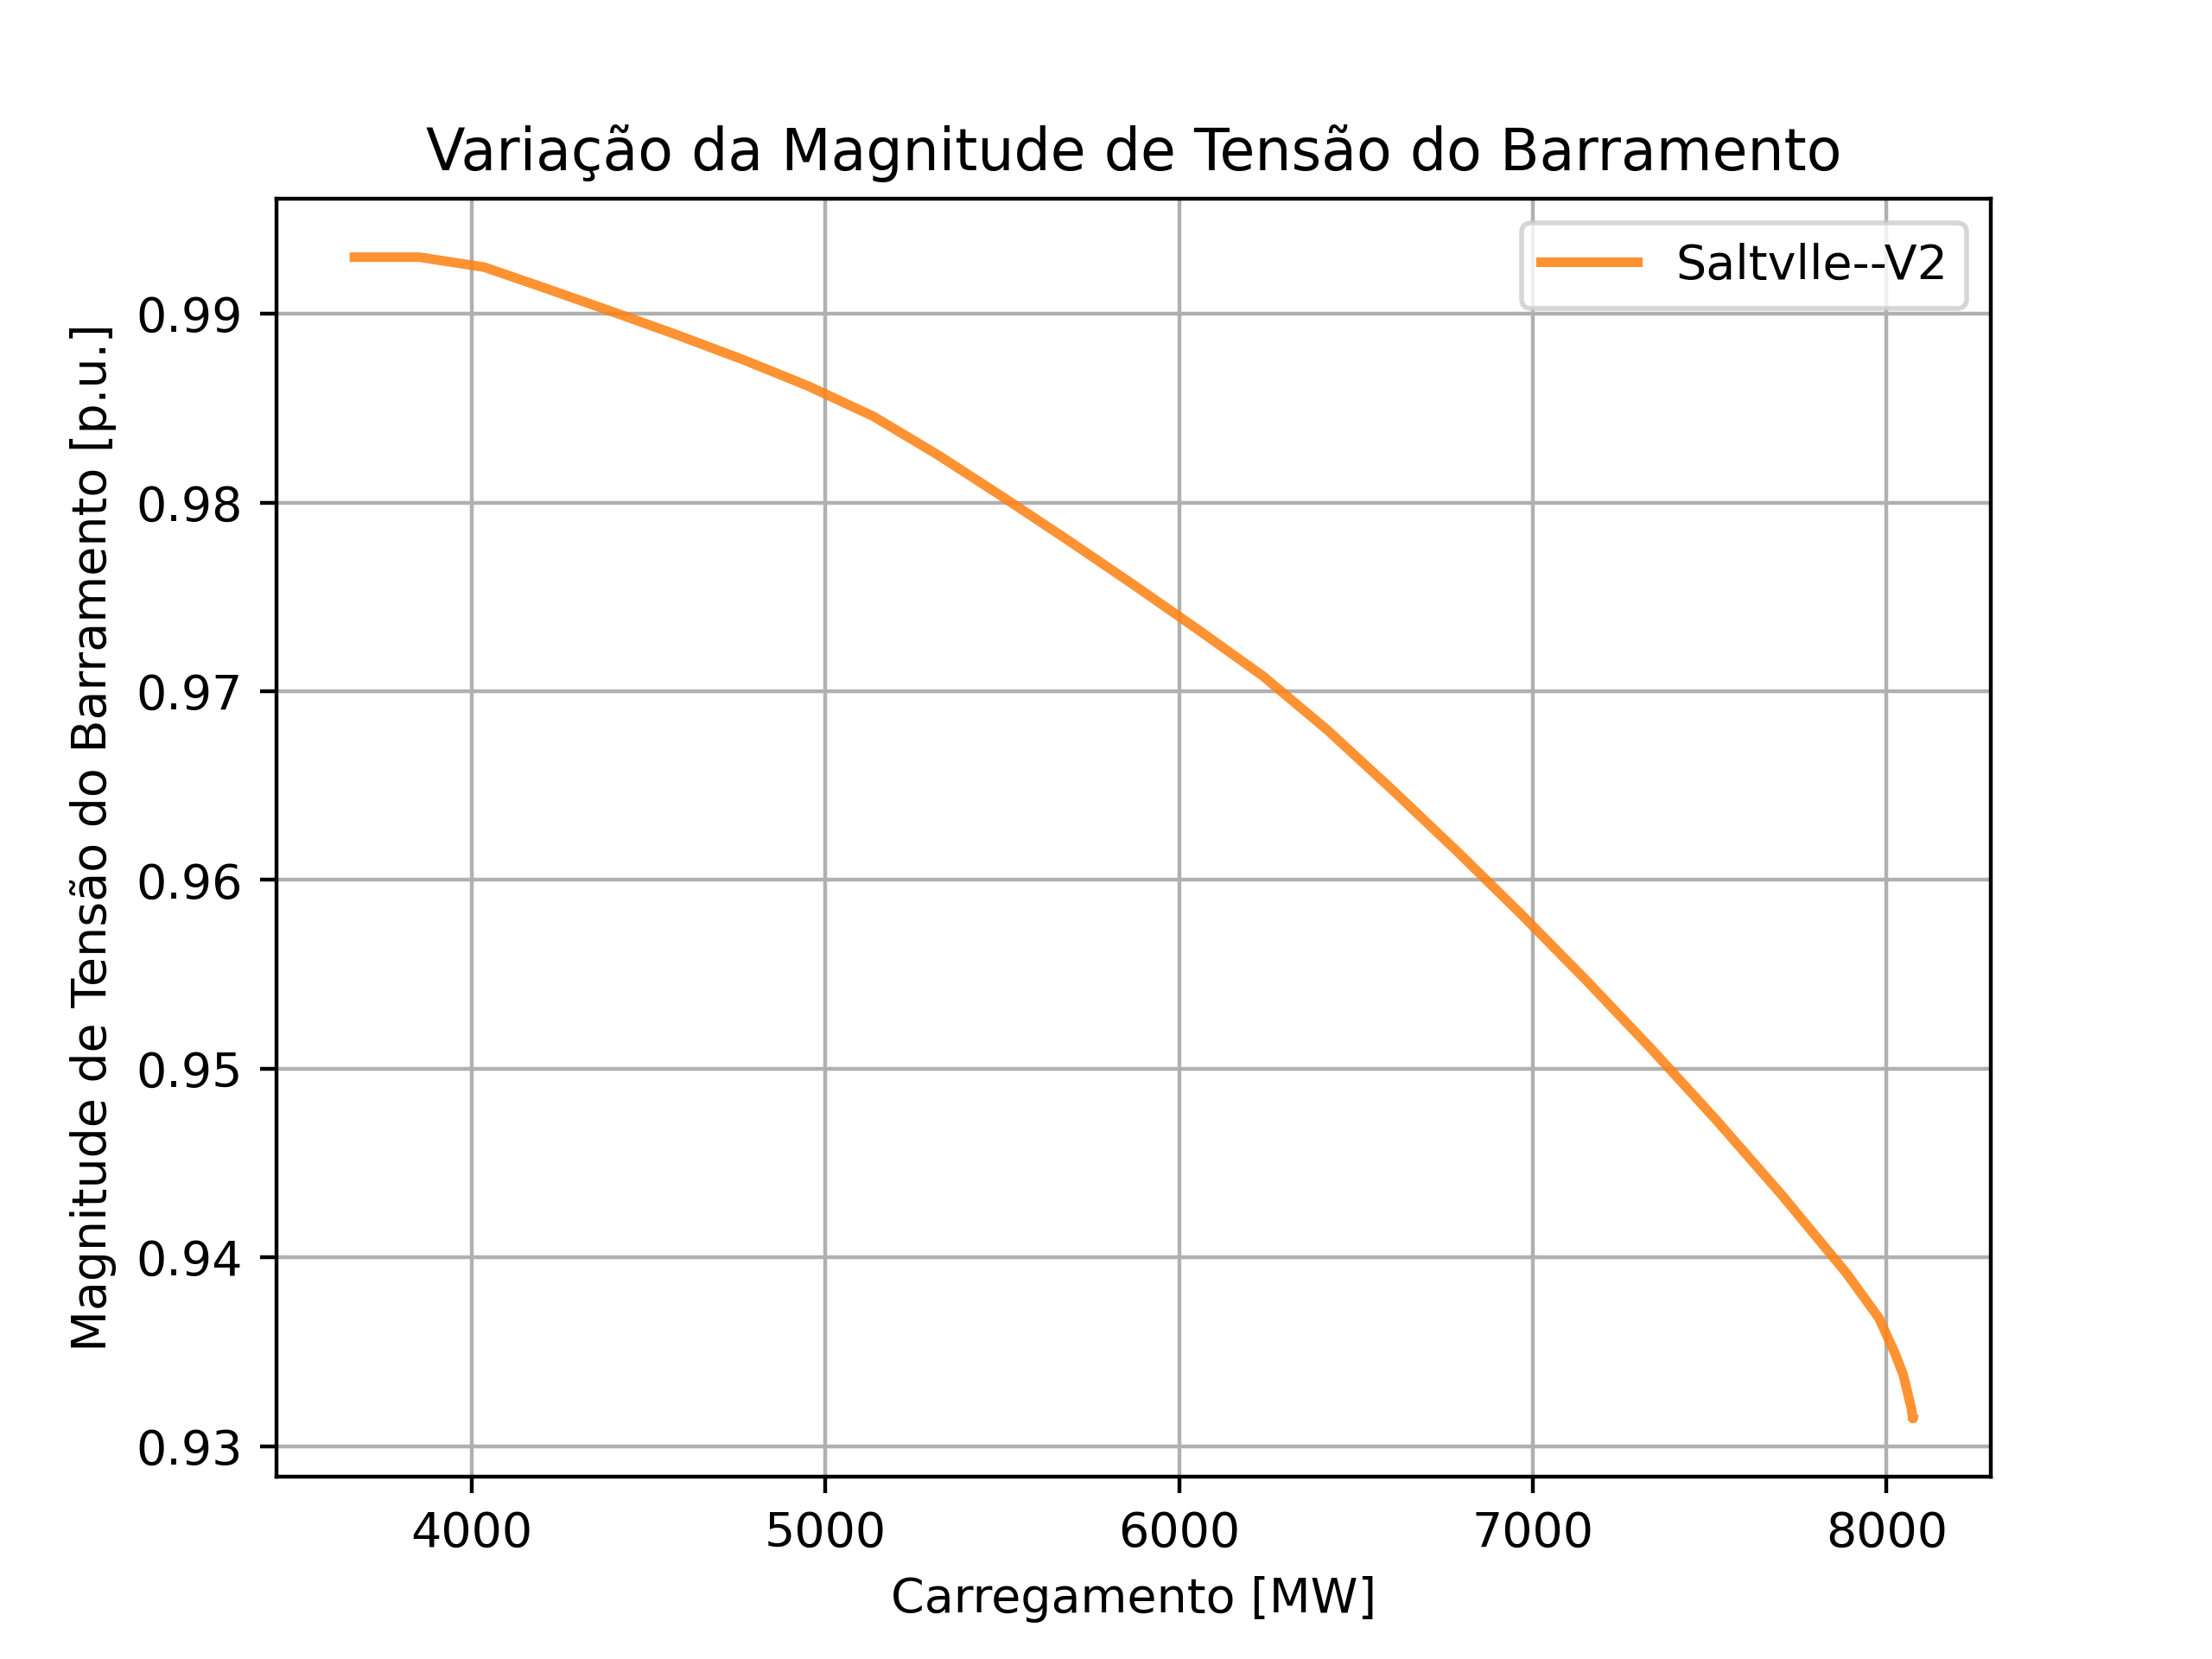 Variação da Magnitude de Tensão do Barramento
Saltvlle--V2
Magnitude de Tensão do Barramento [p.u.]
0.99
0.98
0.97
0.96
0.95
0.94
0.93
4000 5000 6000 7000 8000
Carregamento [MW]